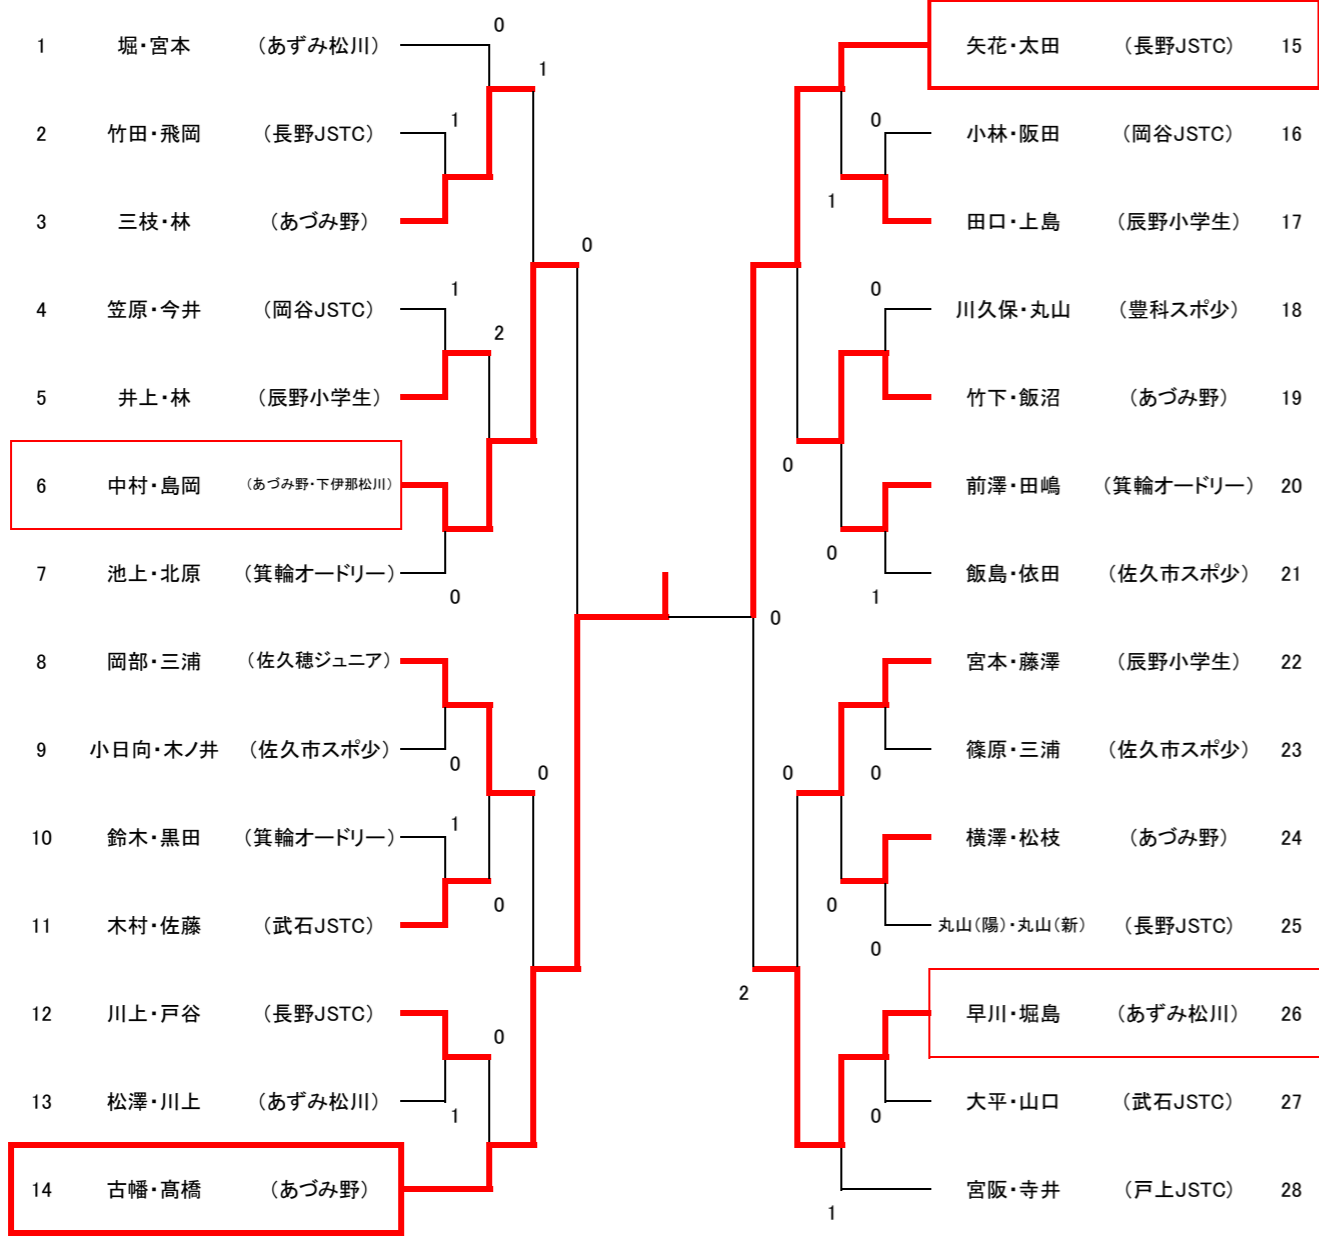 1 堀・宮本 (あずみ松川)
2 竹田・飛岡 (長野JSTC)
3 三枝・林 (あづみ野)
4 笠原・今井 (岡谷JSTC)
5 井上・林 (辰野小学生)
6 中村・島岡 (あづみ野・下伊那松川)
7 池上・北原 (箕輪オードリー)
8 岡部・三浦 (佐久穂ジュニア)
9 小日向・木ノ井 (佐久市スポ少)
10 鈴木・黒田 (箕輪オードリー)
11 木村・佐藤 (武石JSTC)
12 川上・戸谷 (長野JSTC)
13 松澤・川上 (あずみ松川)
14 古幡・髙橋 (あづみ野)
0
1
1
0
1
2
0
0
0
1
0
0
1
矢花・太田 (長野JSTC) 15
小林・阪田 (岡谷JSTC) 16
田口・上島 (辰野小学生) 17
川久保・丸山 (豊科スポ少) 18
竹下・飯沼 (あづみ野) 19
前澤・田嶋 (箕輪オードリー) 20
飯島・依田 (佐久市スポ少) 21
宮本・藤澤 (辰野小学生) 22
篠原・三浦 (佐久市スポ少) 23
横澤・松枝 (あづみ野) 24
丸山(陽)・丸山(新) (長野JSTC) 25
早川・堀島 (あずみ松川) 26
大平・山口 (武石JSTC) 27
宮阪・寺井 (戸上JSTC) 28
0
1
0
0
0
1
0
0
0
0
0
2
0
1